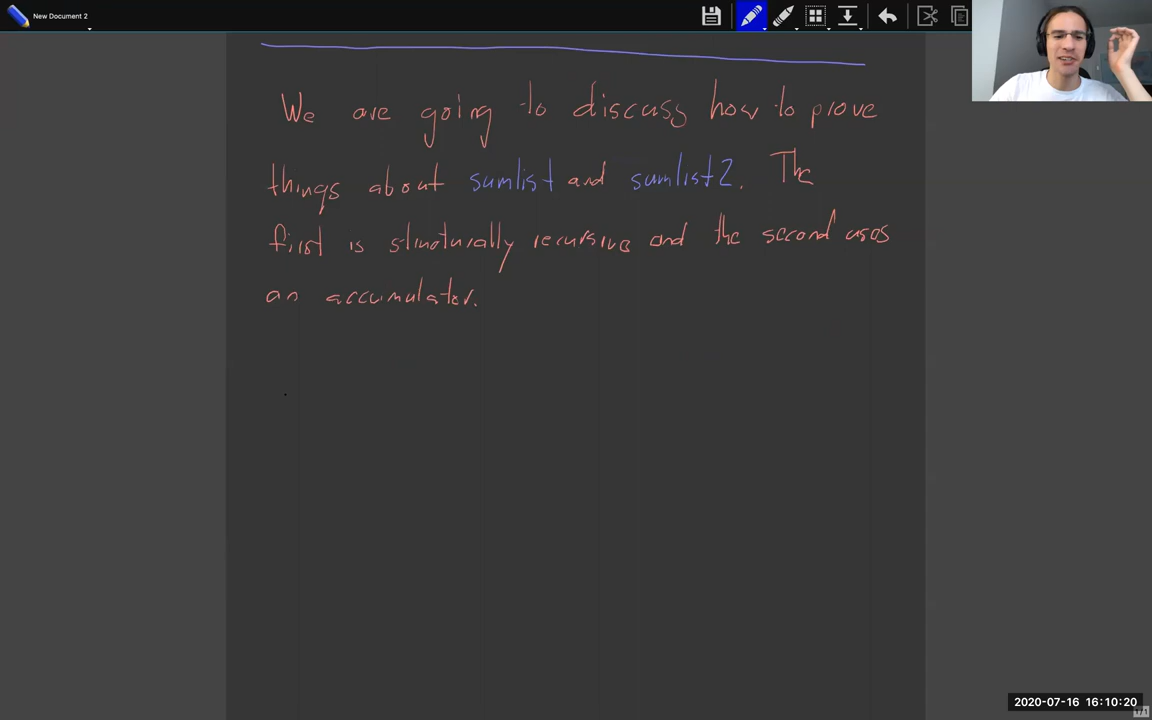 New Document 2
We are going to discuss how to prove
things about sumlist and sumlist2. The
first is structurally recursive and the second uses
an accumulator.
2020-07-16 16:10:20